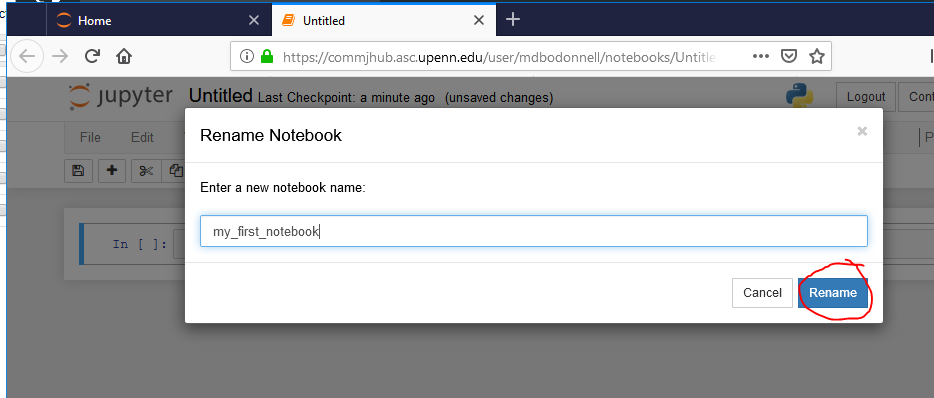 Home
Untitled
https://commjhub.asc.upenn.edu/user/mdbodonnell/notebooks/Untitle
jupyter Untitled Last Checkpoint: a minute ago (unsaved changes)
Logout
Cont
File Edit
Rename Notebook
Enter a new notebook name:
my_first_notebook
In [ ]:
Cancel Rename